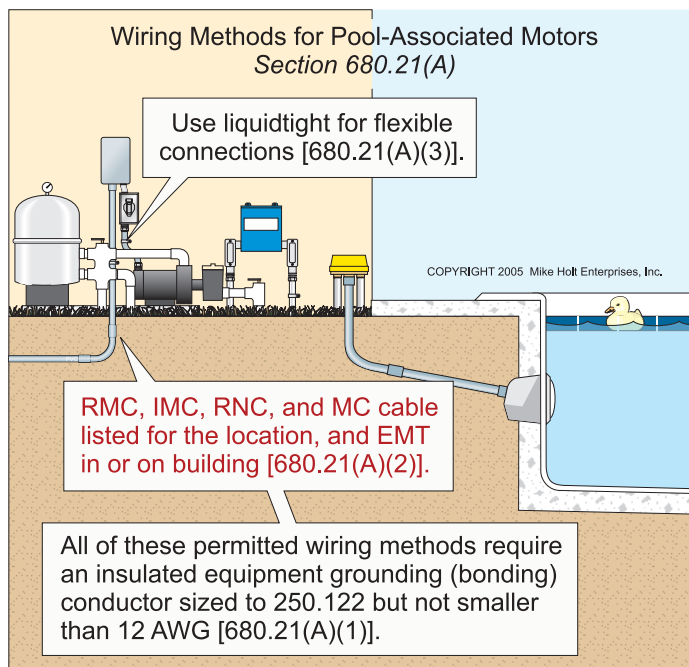 Wiring Methods for Pool-Associated Motors
Section 680.21(A)
Use liquidtight for flexible
connections [680.21(A)(3)].
COPYRIGHT 2005 Mike Holt Enterprises, Inc.
RMC, IMC, RNC, and MC cable
listed for the location, and EMT
in or on building [680.21(A)(2)].
All of these permitted wiring methods require
an insulated equipment grounding (bonding)
conductor sized to 250.122 but not smaller
than 12 AWG [680.21(A)(1)].